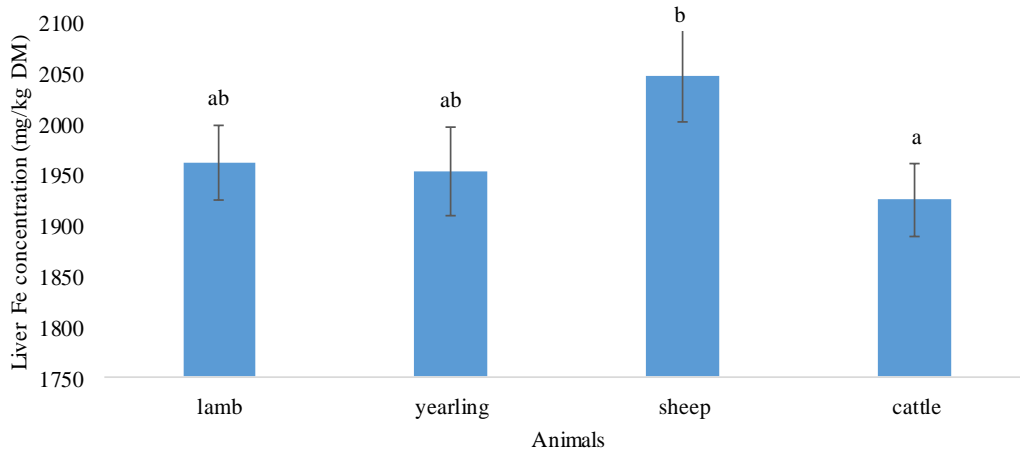 Liver Fe concentration (mg/kg DM)
2100
2050
2000
1950
1900
1850
1800
1750
ab
ab
b
a
lamb
yearling
sheep
cattle
Animals